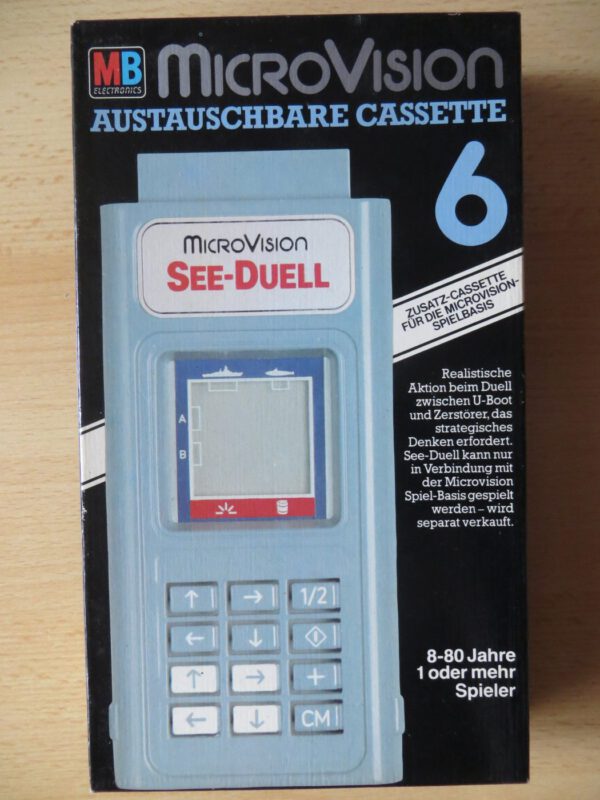 MB
ELECTRONICS
MICROVISION
AUSTAUSCHBARE CASSETTE
6
MICROVISION
SEE-DUELL
ZUSATZ-CASSETTE
FÜR DIE MICROVISION-
SPIELBASIS
Realistische
Aktion beim Duell
zwischen U-Boot
und Zerstörer, das
strategisches
Denken erfordert.
See-Duell kann nur
in Verbindung mit
der Microvision
Spiel-Basis gespielt
werden – wird
separat verkauft.
A
B
↑ → 1/2
← ↓
↑ → +
← ↓ CM
8-80 Jahre
1 oder mehr
Spieler